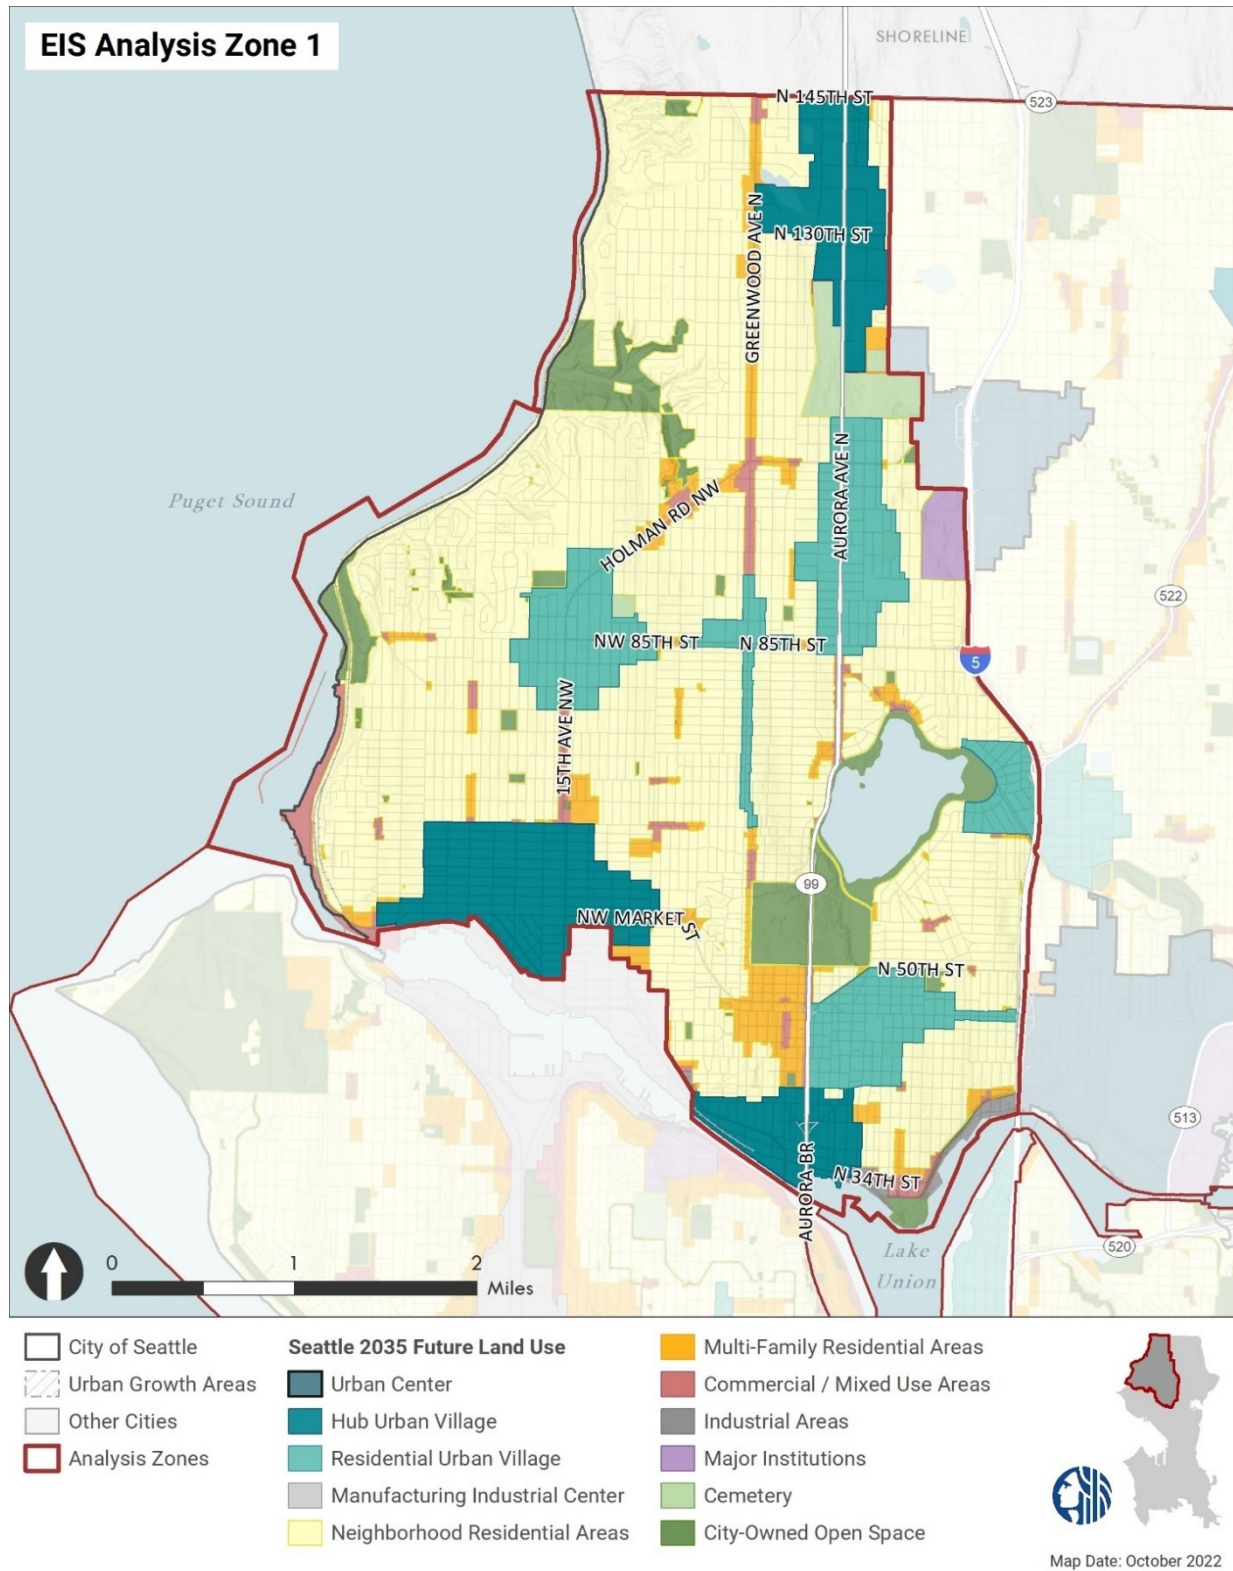 EIS Analysis Zone 1
SHORELINE
N 145TH ST
523
GREENWOOD AVE N
N 130TH ST
AURORA AVE N
Puget Sound
HOLMAN RD NW
522
NW 85TH ST
N 85TH ST
5
15TH AVE NW
99
NW MARKET ST
N 50TH ST
513
N 34TH ST
AURORA BR
520
Lake
Union
0 1 2
Miles
City of Seattle
Urban Growth Areas
Other Cities
Analysis Zones
Seattle 2035 Future Land Use
Urban Center
Hub Urban Village
Residential Urban Village
Manufacturing Industrial Center
Neighborhood Residential Areas
Multi-Family Residential Areas
Commercial / Mixed Use Areas
Industrial Areas
Major Institutions
Cemetery
City-Owned Open Space
Map Date: October 2022